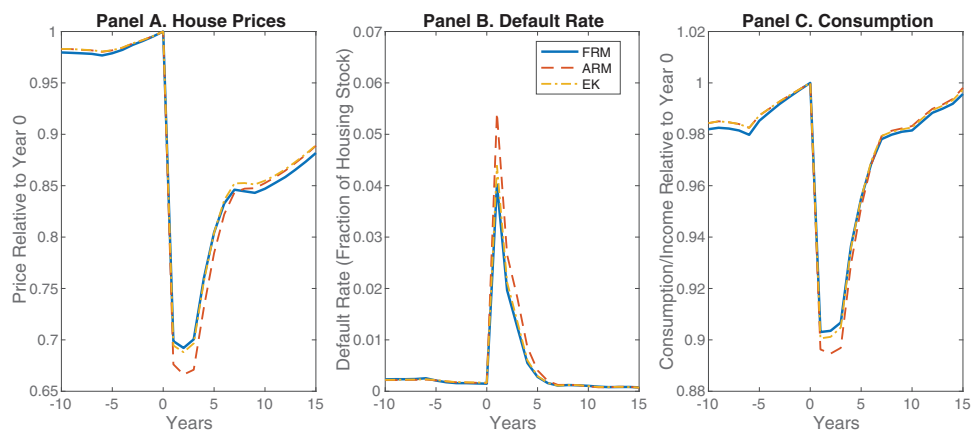 Panel A. House Prices
Price Relative to Year 0
1
0.95
0.9
0.85
0.8
0.75
0.7
0.65
-10 -5 0 5 10 15
Years
Panel B. Default Rate
Default Rate (Fraction of Housing Stock)
0.07
0.06
0.05
0.04
0.03
0.02
0.01
0
FRM
ARM
EK
-10 -5 0 5 10 15
Years
Panel C. Consumption
Consumption/Income Relative to Year 0
1.02
1
0.98
0.96
0.94
0.92
0.9
0.88
-10 -5 0 5 10 15
Years